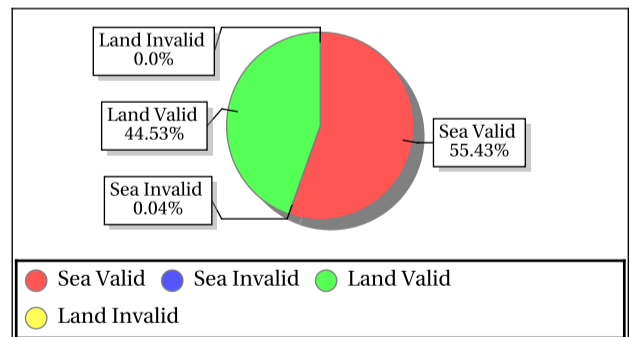 Land Invalid
0.0%
Land Valid
44.53%
Sea Valid
55.43%
Sea Invalid
0.04%
Sea Valid Sea Invalid Land Valid
Land Invalid